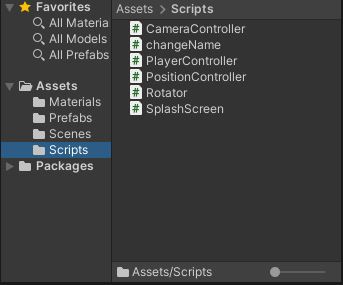 Favorites
All Materia
All Models
All Prefabs
Assets
Materials
Prefabs
Scenes
Scripts
Packages
Assets > Scripts
CameraController
changeName
PlayerController
PositionController
Rotator
SplashScreen
Assets/Scripts